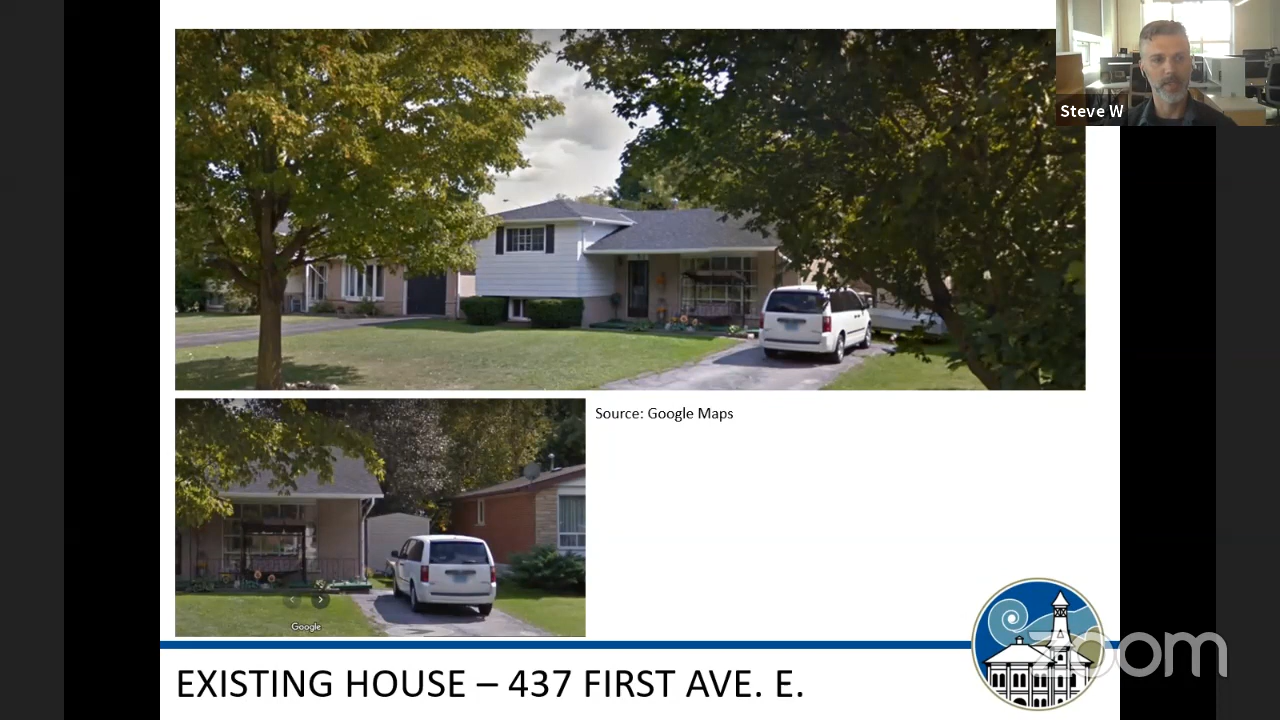 Steve W
Source: Google Maps
Google
EXISTING HOUSE – 437 FIRST AVE. E.
zoom